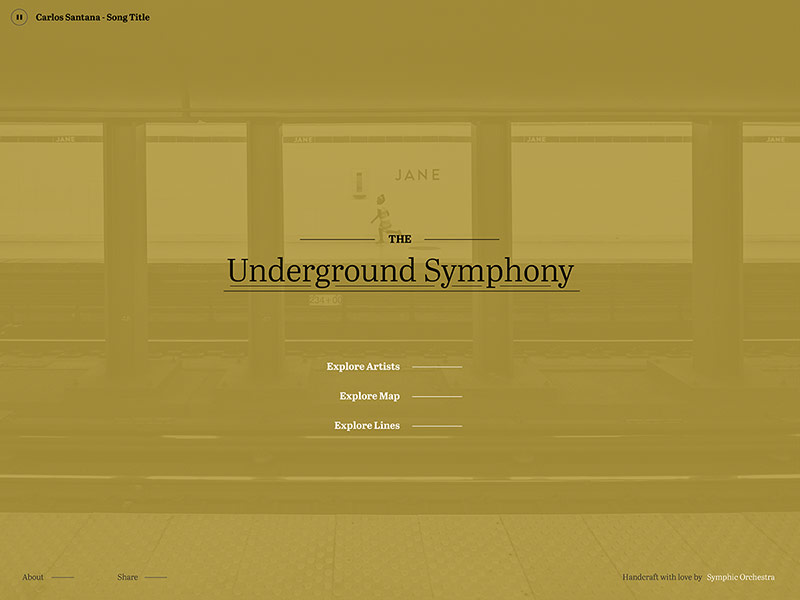 Carlos Santana - Song Title
JANE
JANE
JANE
JANE
JANE
THE
Underground Symphony
Explore Artists
Explore Map
Explore Lines
About
Share
Handcraft with love by Symphic Orchestra